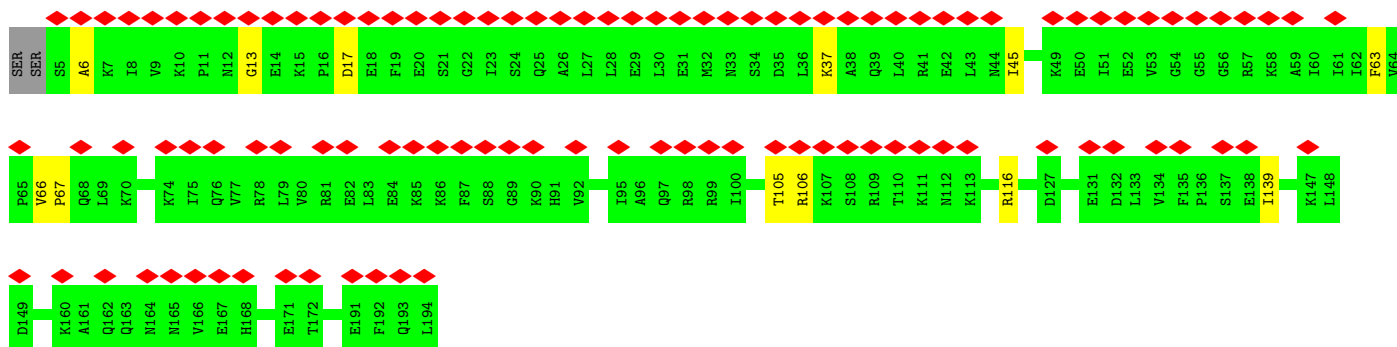 SER SER S5 A6 K7 I8 V9 K10 P11 N12 G13 E14 K15 P16 D17 E18 F19 E20 S21 G22 I23 S24 Q25 A26 L27 L28 E29 L30 E31 M32 N33 S34 D35 L36 K37 A38 Q39 L40 R41 E42 L43 N44 I45 K49 E50 I51 E52 V53 G54 G55 G56 R57 K58 A59 I60 I61 I62 F63 V64
P65 V66 P67 Q68 L69 K70 K74 I75 Q76 V77 R78 L79 V80 R81 E82 L83 E84 K85 K86 F87 S88 G89 K90 H91 V92 I95 A96 Q97 R98 R99 I100 T105 R106 K107 S108 R109 T110 K111 N112 K113 R116 D127 E131 D132 L133 V134 F135 P136 S137 E138 I139 K147 L148
D149 K160 A161 Q162 Q163 N164 N165 V166 E167 H168 E171 T172 E191 F192 Q193 L194